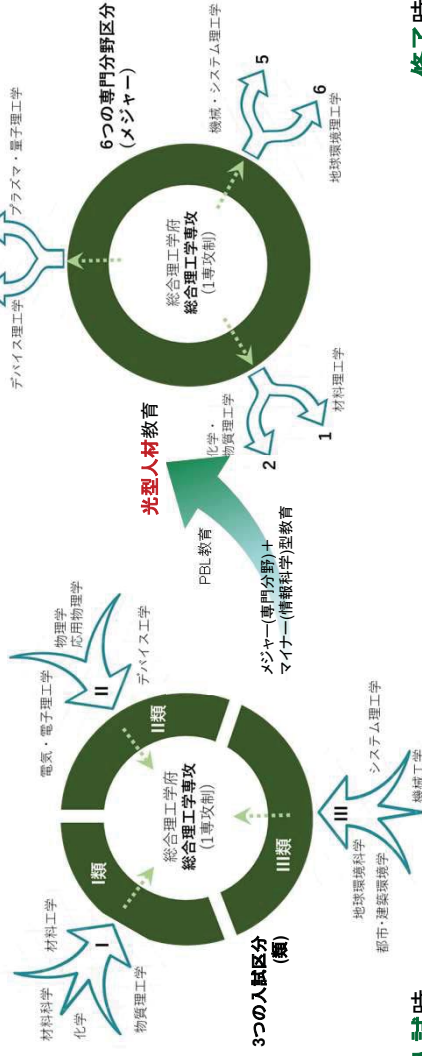 材料科学
材料工学
化学
物質理工学
I
I類
電気・電子理工学
物理学
応用物理学
II
デバイス工学
II類
総合理工学府
総合理工学専攻
(1専攻制)
III類
3つの入試区分
(類)
III
地球環境科学
都市・建築環境学
システム理工学
機械工学
メジャー(専門分野)+
マイナー(情報科学)型教育
PBL教育
光型人材教育
デバイス理工学
プラズマ・量子理工学
6つの専門分野区分
(メジャー)
総合理工学府
総合理工学専攻
(1専攻制)
化学・
物質理工学
2
1
材料理工学
機械・システム理工学
5
6
地球環境理工学